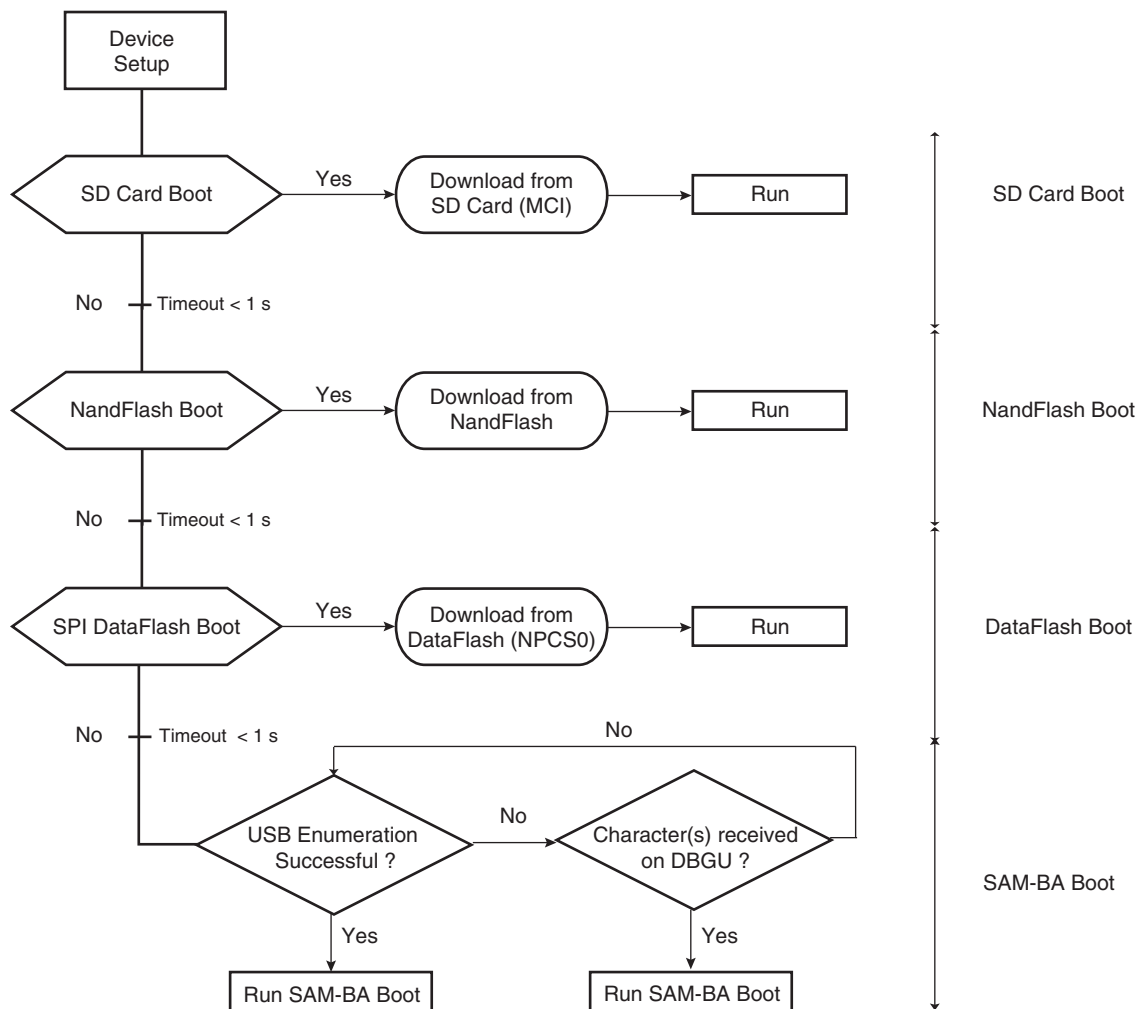 Device
Setup
SD Card Boot
Yes
Download from
SD Card (MCI)
Run
SD Card Boot
No
Timeout < 1 s
NandFlash Boot
Yes
Download from
NandFlash
Run
NandFlash Boot
No
Timeout < 1 s
SPI DataFlash Boot
Yes
Download from
DataFlash (NPCS0)
Run
DataFlash Boot
No
Timeout < 1 s
No
USB Enumeration
Successful ?
No
Character(s) received
on DBGU ?
SAM-BA Boot
Yes
Yes
Run SAM-BA Boot
Run SAM-BA Boot